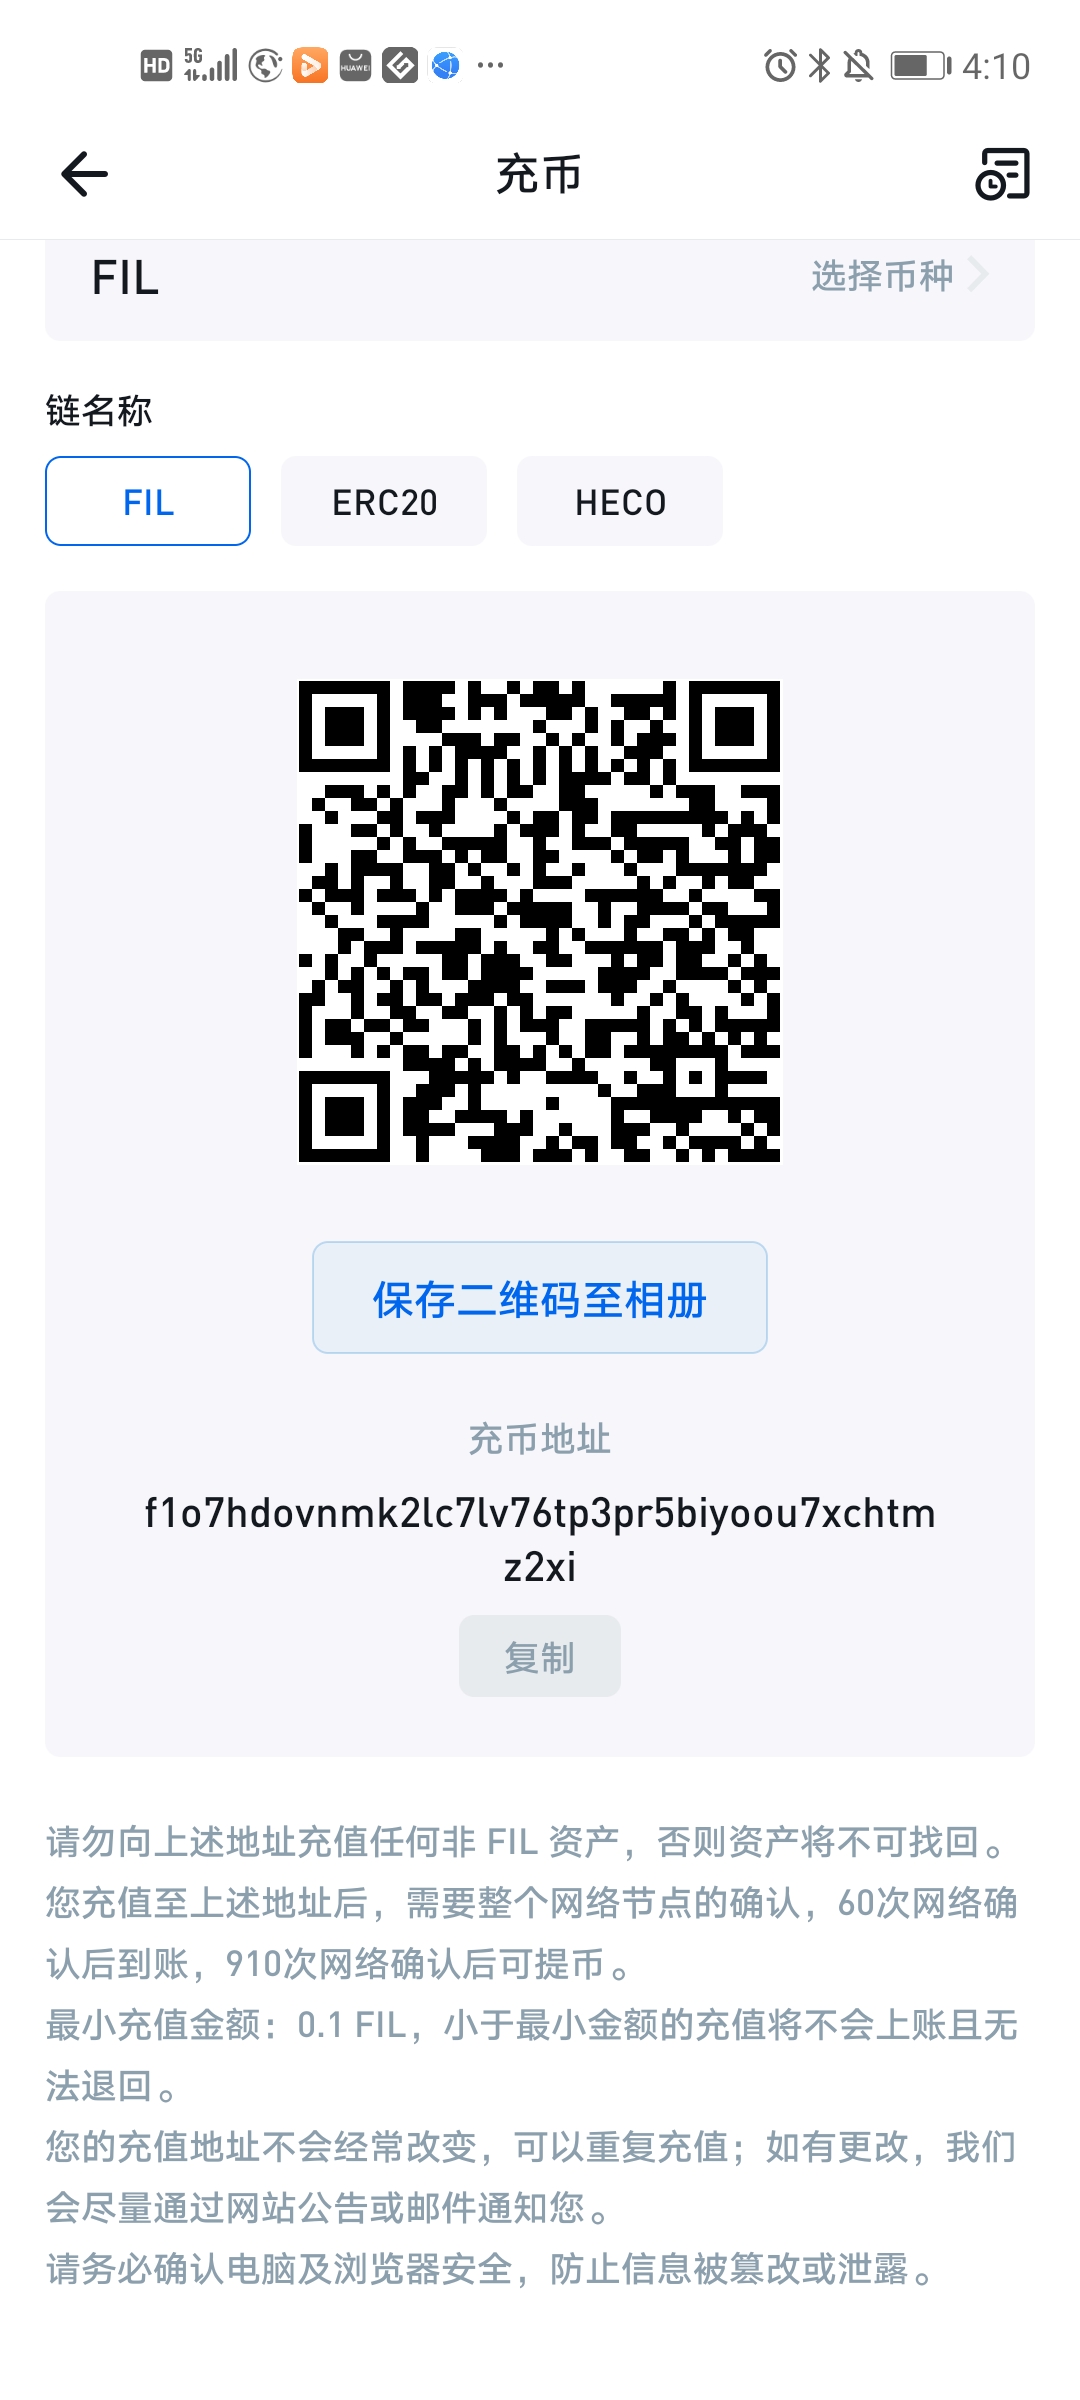 HD 5G HUAWEI 4:10
充币
FIL 选择币种
链名称
FIL ERC20 HECO
保存二维码至相册
充币地址
f1o7hdovnmk2lc7lv76tp3pr5biyoou7xchtm
z2xi
复制
请勿向上述地址充值任何非 FIL 资产，否则资产将不可找回。
您充值至上述地址后，需要整个网络节点的确认，60次网络确
认后到账，910次网络确认后可提币。
最小充值金额：0.1 FIL，小于最小金额的充值将不会上账且无
法退回。
您的充值地址不会经常改变，可以重复充值；如有更改，我们
会尽量通过网站公告或邮件通知您。
请务必确认电脑及浏览器安全，防止信息被篡改或泄露。